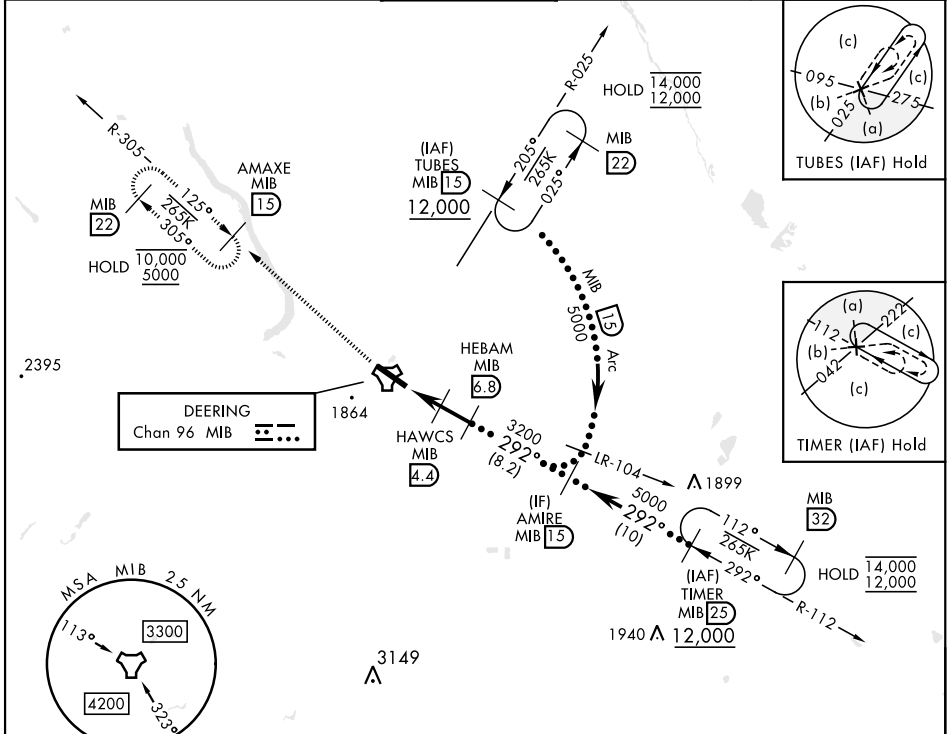 R-305
MIB
22
125°
265K
305°
HOLD 10,000
5000
AMAXE
MIB
15
R-025
HOLD 14,000
12,000
(IAF)
TUBES
MIB 15
12,000
205°
265K
025°
MIB
22
MIB
15
Arc
5000
(c)
095
(b)
025
(c)
275
(a)
TUBES (IAF) Hold
(a)
112
222
(c)
(b)
042
(c)
TIMER (IAF) Hold
2395
DEERING
Chan 96 MIB
1864
HEBAM
MIB
6.8
HAWCS
MIB
4.4
3200
292°
(8.2)
LR-104
1899
(IF)
AMIRE
MIB 15
5000
292°
(10)
112°
265K
292°
MIB
32
HOLD 14,000
12,000
(IAF)
TIMER
MIB 25
12,000
R-112
1940
3149
MSA MIB 25 NM
113°
3300
4200
323°